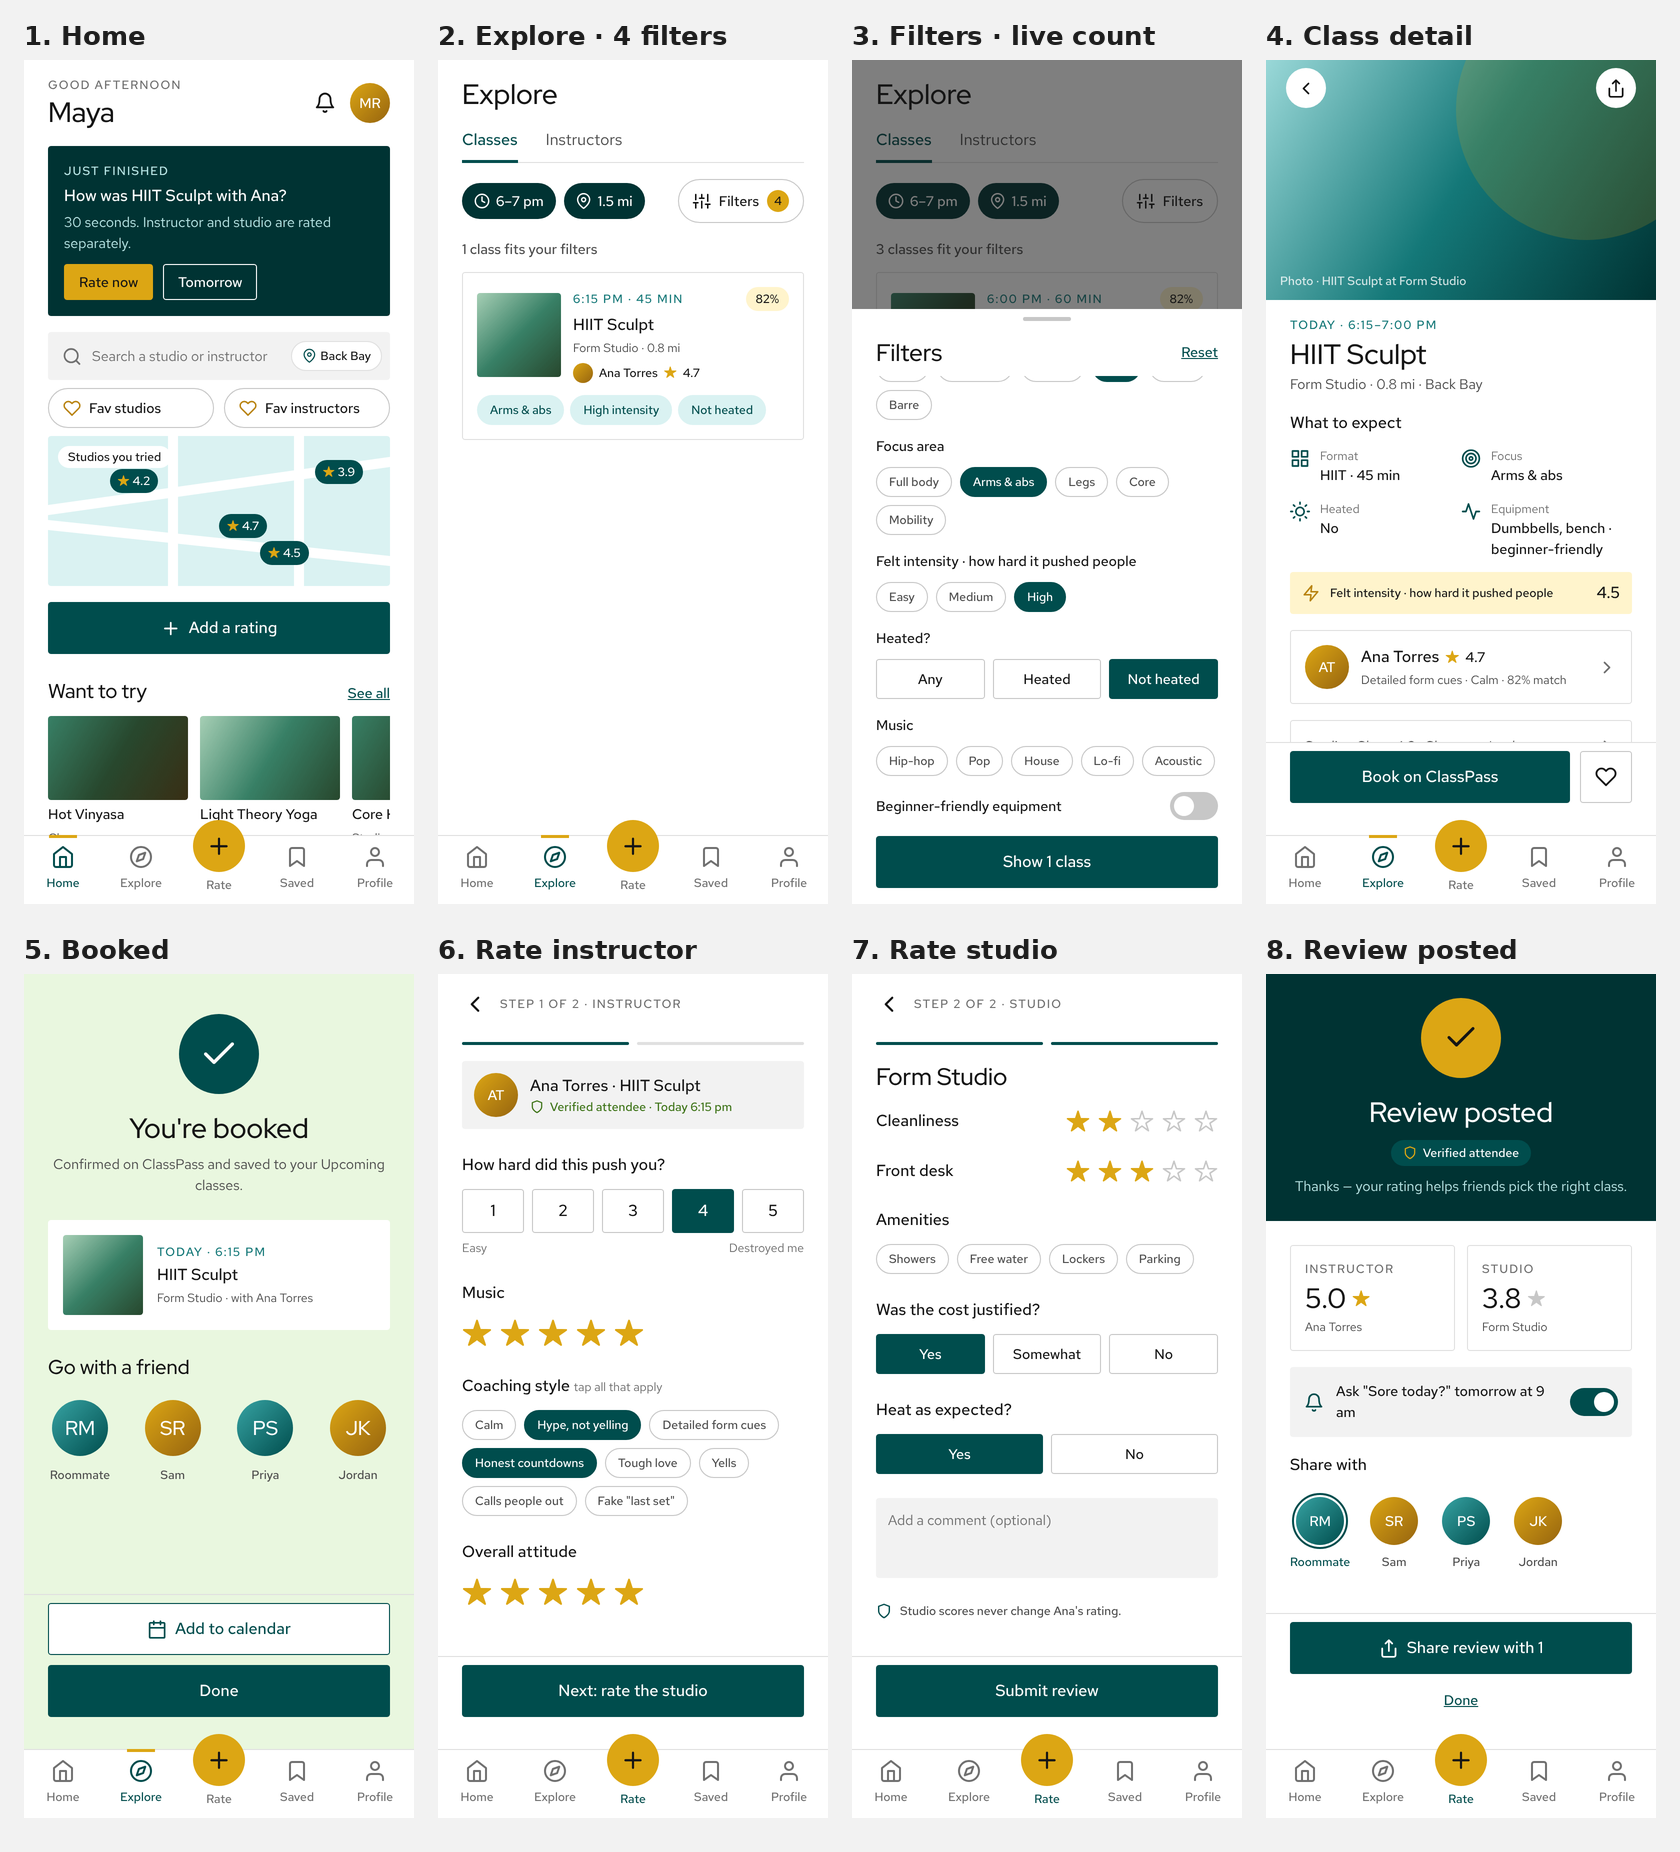 1. Home
GOOD AFTERNOON
Maya
MR
JUST FINISHED
How was HIIT Sculpt with Ana?
30 seconds. Instructor and studio are rated
separately.
Rate now
Tomorrow
Search a studio or instructor
Back Bay
Fav studios
Fav instructors
Studios you tried
4.2
3.9
4.7
4.5
Add a rating
Want to try
See all
Hot Vinyasa
Light Theory Yoga
Core
Home
Explore
Rate
Saved
Profile
2. Explore · 4 filters
Explore
Classes
Instructors
6–7 pm
1.5 mi
Filters
4
1 class fits your filters
6:15 PM · 45 MIN
82%
HIIT Sculpt
Form Studio · 0.8 mi
Ana Torres
4.7
Arms & abs
High intensity
Not heated
Home
Explore
Rate
Saved
Profile
3. Filters · live count
Explore
Classes
Instructors
6–7 pm
1.5 mi
Filters
3 classes fit your filters
6:00 PM · 60 MIN
82%
Filters
Reset
Barre
Focus area
Full body
Arms & abs
Legs
Core
Mobility
Felt intensity · how hard it pushed people
Easy
Medium
High
Heated?
Any
Heated
Not heated
Music
Hip-hop
Pop
House
Lo-fi
Acoustic
Beginner-friendly equipment
Show 1 class
4. Class detail
Photo · HIIT Sculpt at Form Studio
TODAY · 6:15–7:00 PM
HIIT Sculpt
Form Studio · 0.8 mi · Back Bay
What to expect
Format
HIIT · 45 min
Focus
Arms & abs
Heated
No
Equipment
Dumbbells, bench ·
beginner-friendly
Felt intensity · how hard it pushed people
4.5
AT
Ana Torres
4.7
Detailed form cues · Calm · 82% match
Book on ClassPass
Home
Explore
Rate
Saved
Profile
5. Booked
You're booked
Confirmed on ClassPass and saved to your Upcoming
classes.
TODAY · 6:15 PM
HIIT Sculpt
Form Studio · with Ana Torres
Go with a friend
RM
SR
PS
JK
Roommate
Sam
Priya
Jordan
Add to calendar
Done
Home
Explore
Rate
Saved
Profile
6. Rate instructor
STEP 1 OF 2 · INSTRUCTOR
AT
Ana Torres · HIIT Sculpt
Verified attendee · Today 6:15 pm
How hard did this push you?
1
2
3
4
5
Easy
Destroyed me
Music
Coaching style tap all that apply
Calm
Hype, not yelling
Detailed form cues
Honest countdowns
Tough love
Yells
Calls people out
Fake "last set"
Overall attitude
Next: rate the studio
Home
Explore
Rate
Saved
Profile
7. Rate studio
STEP 2 OF 2 · STUDIO
Form Studio
Cleanliness
Front desk
Amenities
Showers
Free water
Lockers
Parking
Was the cost justified?
Yes
Somewhat
No
Heat as expected?
Yes
No
Add a comment (optional)
Studio scores never change Ana's rating.
Submit review
Home
Explore
Rate
Saved
Profile
8. Review posted
Review posted
Verified attendee
Thanks — your rating helps friends pick the right class.
INSTRUCTOR
5.0
Ana Torres
STUDIO
3.8
Form Studio
Ask "Sore today?" tomorrow at 9
am
Share with
RM
SR
PS
JK
Roommate
Sam
Priya
Jordan
Share review with 1
Done
Home
Explore
Rate
Saved
Profile